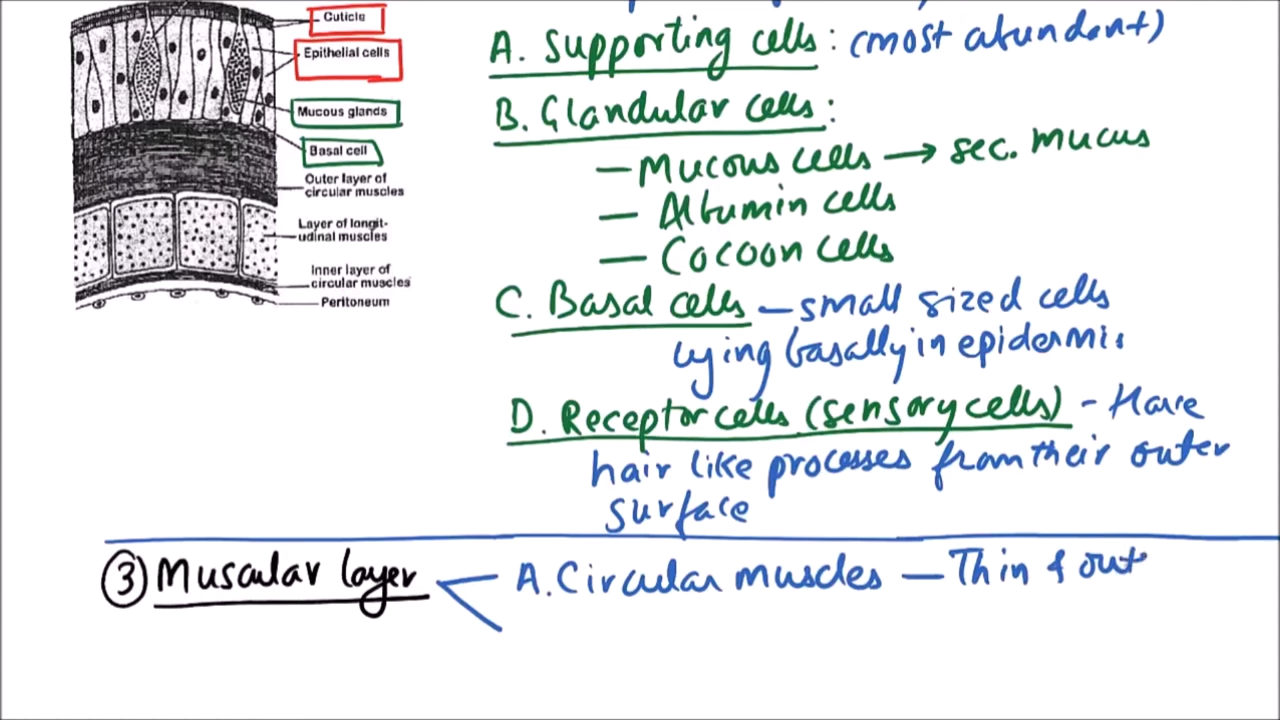 Cuticle
Epithelial cells
Mucous glands
Basal cell
Outer layer of
circular muscles
Layer of longit-
udinal muscles
Inner layer of
circular muscles
Peritoneum
A. Supporting cells: (most abundant)
B. Glandular cells:
— Mucous cells → sec. mucus
— Albumin cells
— Cocoon cells
C. Basal cells — small sized cells
lying basally in epidermis
D. Receptor cells (sensory cells) - Have
hair like processes from their outer
surface
③ Muscular layer
A. Circular muscles — Thin & out